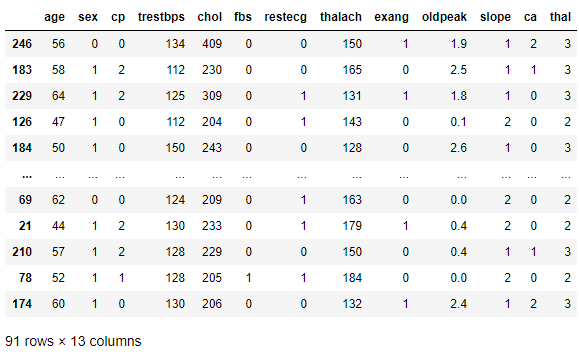 age sex cp trestbps chol fbs restecg thalach exang oldpeak slope ca thal
246 56 0 0 134 409 0 0 150 1 1.9 1 2 3
183 58 1 2 112 230 0 0 165 0 2.5 1 1 3
229 64 1 2 125 309 0 1 131 1 1.8 1 0 3
126 47 1 0 112 204 0 1 143 0 0.1 2 0 2
184 50 1 0 150 243 0 0 128 0 2.6 1 0 3
... ... ... ... ... ... ... ... ... ... ... ... ... ...
69 62 0 0 124 209 0 1 163 0 0.0 2 0 2
21 44 1 2 130 233 0 1 179 1 0.4 2 0 2
210 57 1 2 128 229 0 0 150 0 0.4 1 1 3
78 52 1 1 128 205 1 1 184 0 0.0 2 0 2
174 60 1 0 130 206 0 0 132 1 2.4 1 2 3
91 rows × 13 columns